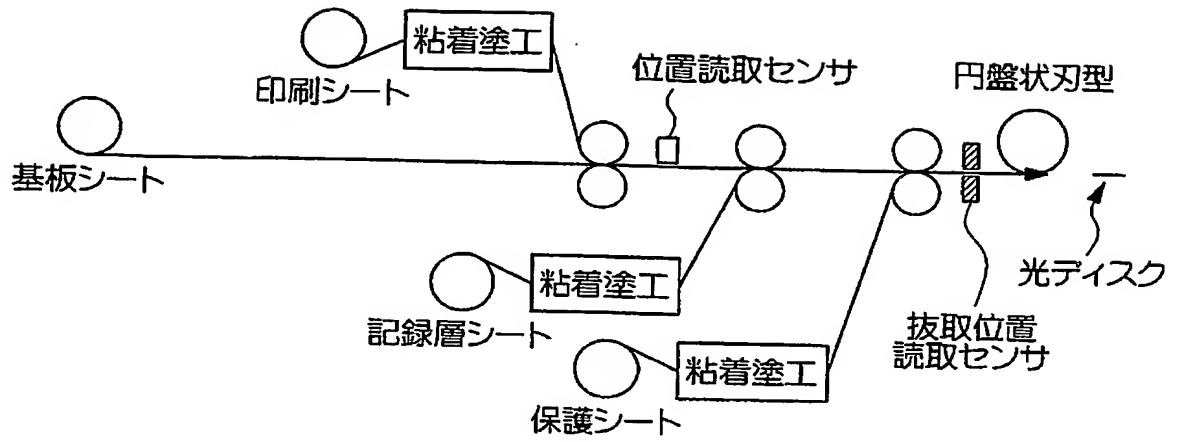 粘着塗工
印刷シート
位置読取センサ
円盤状刃型
基板シート
粘着塗工
記録層シート
光ディスク
抜取位置
読取センサ
粘着塗工
保護シート